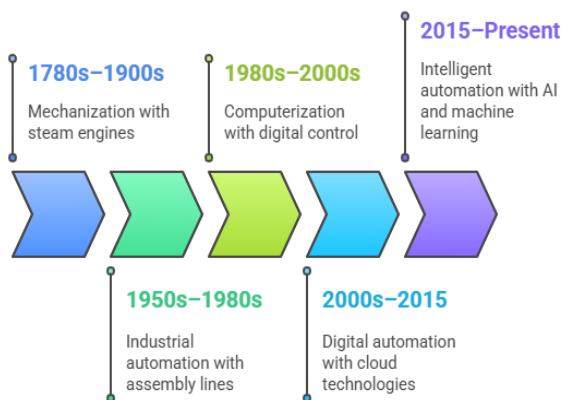 1780s–1900s
Mechanization with
steam engines
1950s–1980s
Industrial
automation with
assembly lines
1980s–2000s
Computerization
with digital control
2000s–2015
Digital automation
with cloud
technologies
2015–Present
Intelligent
automation with AI
and machine
learning